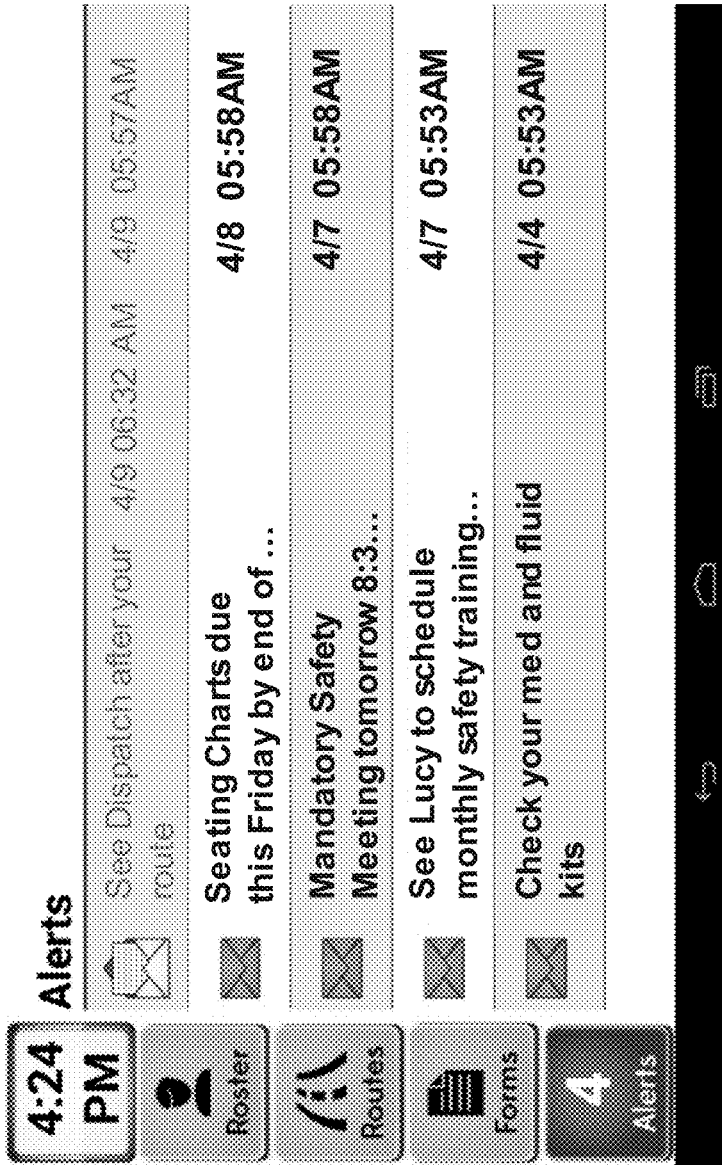 4:24
PM
Roster
Routes
Forms
4
Alerts
Alerts
See Dispatch after your
route
4/9 06:32 AM
4/9 05:57AM
Seating Charts due
this Friday by end of ...
4/8 05:58AM
Mandatory Safety
Meeting tomorrow 8:3...
4/7 05:58AM
See Lucy to schedule
monthly safety training...
4/7 05:53AM
Check your med and fluid
kits
4/4 05:53AM